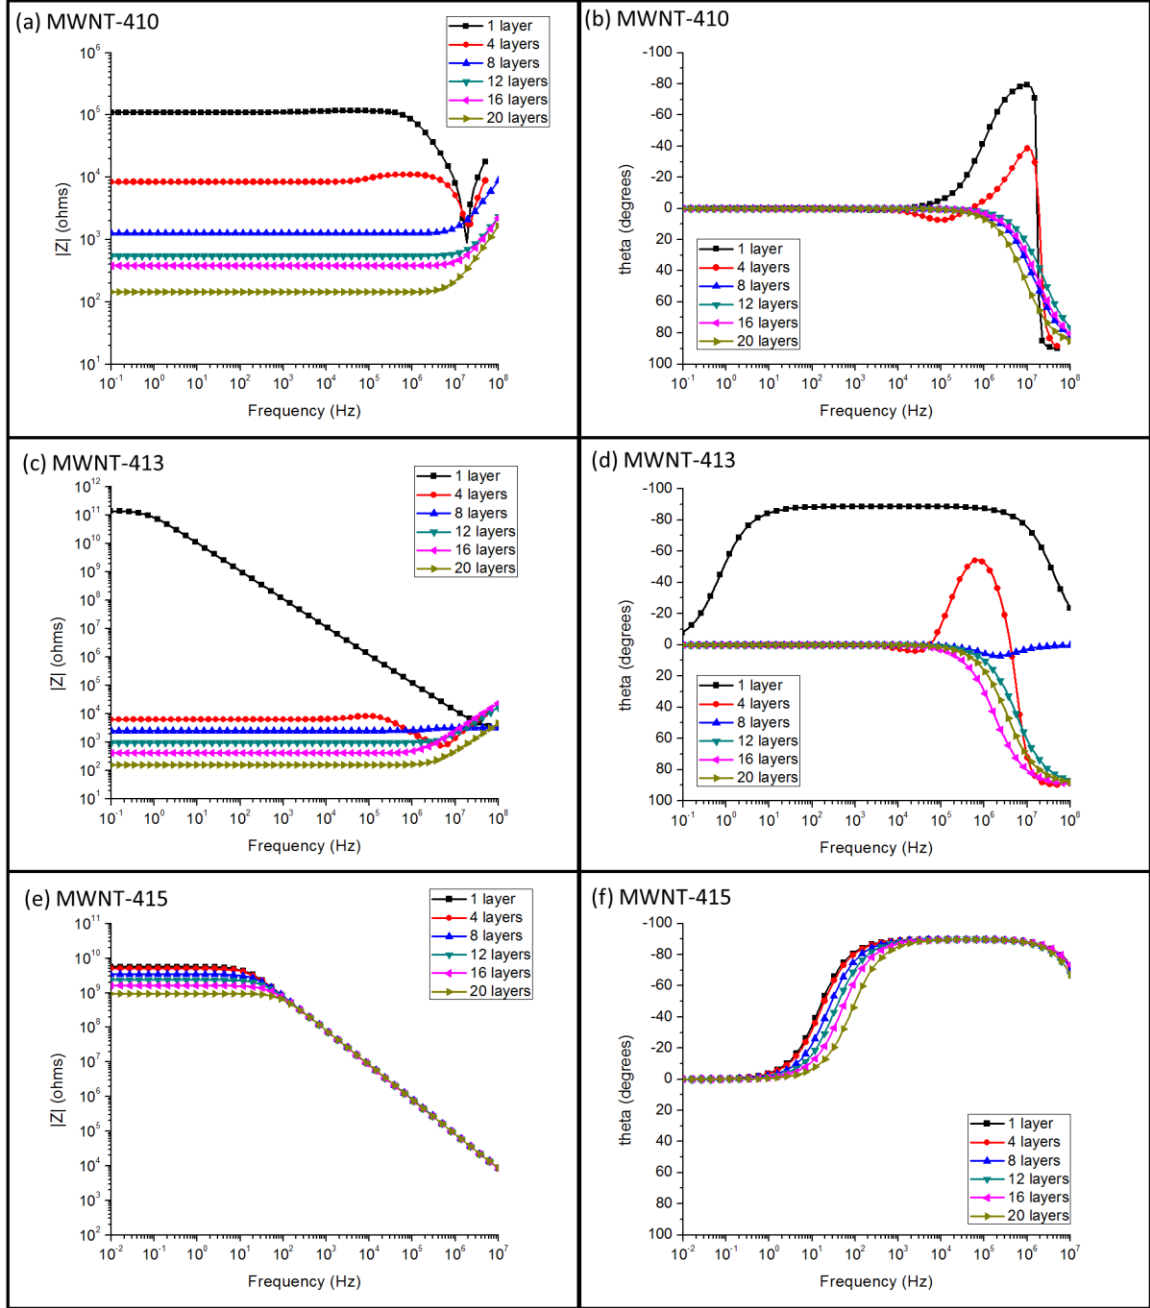 (a) MWNT-410
1 layer
4 layers
8 layers
12 layers
16 layers
20 layers
10^6
10^5
10^4
10^3
10^2
10^1
|Z| (ohms)
10^-1 10^0 10^1 10^2 10^3 10^4 10^5 10^6 10^7 10^8
Frequency (Hz)
(b) MWNT-410
-100
-80
-60
-40
-20
0
20
40
60
80
100
theta (degrees)
1 layer
4 layers
8 layers
12 layers
16 layers
20 layers
10^-1 10^0 10^1 10^2 10^3 10^4 10^5 10^6 10^7 10^8
Frequency (Hz)
(c) MWNT-413
1 layer
4 layers
8 layers
12 layers
16 layers
20 layers
10^12
10^11
10^10
10^9
10^8
10^7
10^6
10^5
10^4
10^3
10^2
10^1
|Z| (ohms)
10^-1 10^0 10^1 10^2 10^3 10^4 10^5 10^6 10^7 10^8
Frequency (Hz)
(d) MWNT-413
-100
-80
-60
-40
-20
0
20
40
60
80
100
theta (degrees)
1 layer
4 layers
8 layers
12 layers
16 layers
20 layers
10^-1 10^0 10^1 10^2 10^3 10^4 10^5 10^6 10^7 10^8
Frequency (Hz)
(e) MWNT-415
1 layer
4 layers
8 layers
12 layers
16 layers
20 layers
10^11
10^10
10^9
10^8
10^7
10^6
10^5
10^4
10^3
10^2
|Z| (ohms)
10^-2 10^-1 10^0 10^1 10^2 10^3 10^4 10^5 10^6 10^7
Frequency (Hz)
(f) MWNT-415
-100
-80
-60
-40
-20
0
20
40
60
80
100
theta (degrees)
1 layer
4 layers
8 layers
12 layers
16 layers
20 layers
10^-2 10^-1 10^0 10^1 10^2 10^3 10^4 10^5 10^6 10^7
Frequency (Hz)